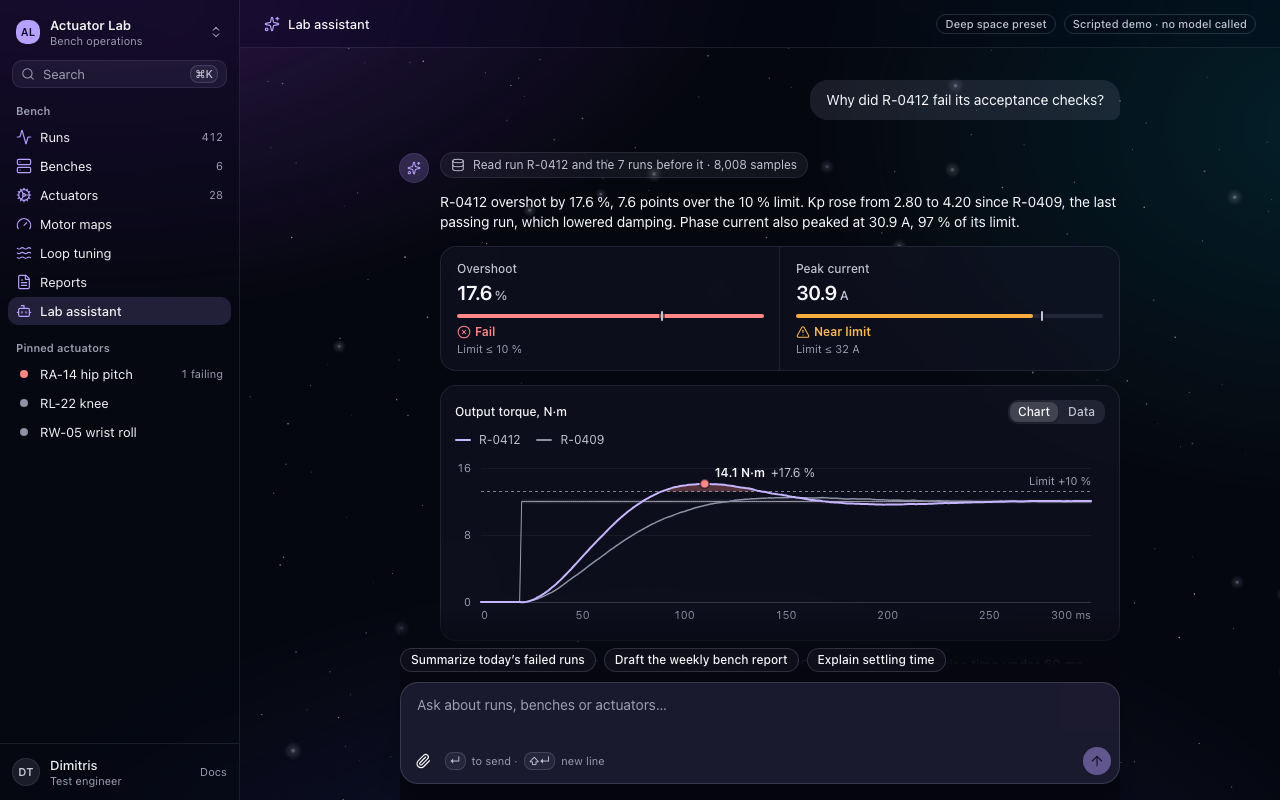 AL
Actuator Lab
Bench operations
Search
⌘K
Bench
Runs 412
Benches 6
Actuators 28
Motor maps
Loop tuning
Reports
Lab assistant
Pinned actuators
RA-14 hip pitch 1 failing
RL-22 knee
RW-05 wrist roll
DT
Dimitris
Test engineer
Docs
Lab assistant
Deep space preset
Scripted demo · no model called
Why did R-0412 fail its acceptance checks?
Read run R-0412 and the 7 runs before it · 8,008 samples
R-0412 overshot by 17.6 %, 7.6 points over the 10 % limit. Kp rose from 2.80 to 4.20 since R-0409, the last
passing run, which lowered damping. Phase current also peaked at 30.9 A, 97 % of its limit.
Overshoot
17.6 %
Fail
Limit ≤ 10 %
Peak current
30.9 A
Near limit
Limit ≤ 32 A
Output torque, N·m
Chart Data
R-0412 R-0409
14.1 N·m +17.6 %
Limit +10 %
16
8
0
0 50 100 150 200 250 300 ms
Summarize today’s failed runs
Draft the weekly bench report
Explain settling time
Ask about runs, benches or actuators…
↵ to send · ⇧↵ new line